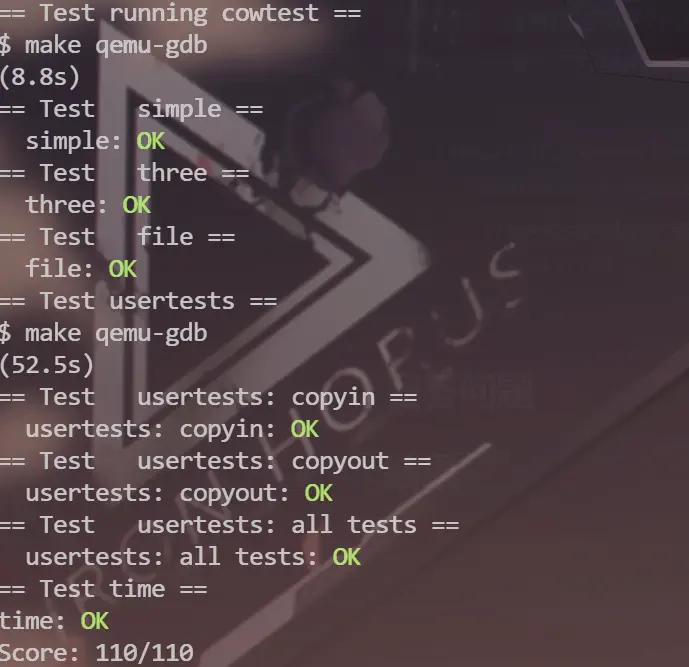 == Test running cowtest ==
$ make qemu-gdb
(8.8s)
== Test   simple ==
  simple: OK
== Test   three ==
  three: OK
== Test   file ==
  file: OK
== Test usertests ==
$ make qemu-gdb
(52.5s)
== Test   usertests: copyin ==
  usertests: copyin: OK
== Test   usertests: copyout ==
  usertests: copyout: OK
== Test   usertests: all tests ==
  usertests: all tests: OK
== Test time ==
time: OK
Score: 110/110